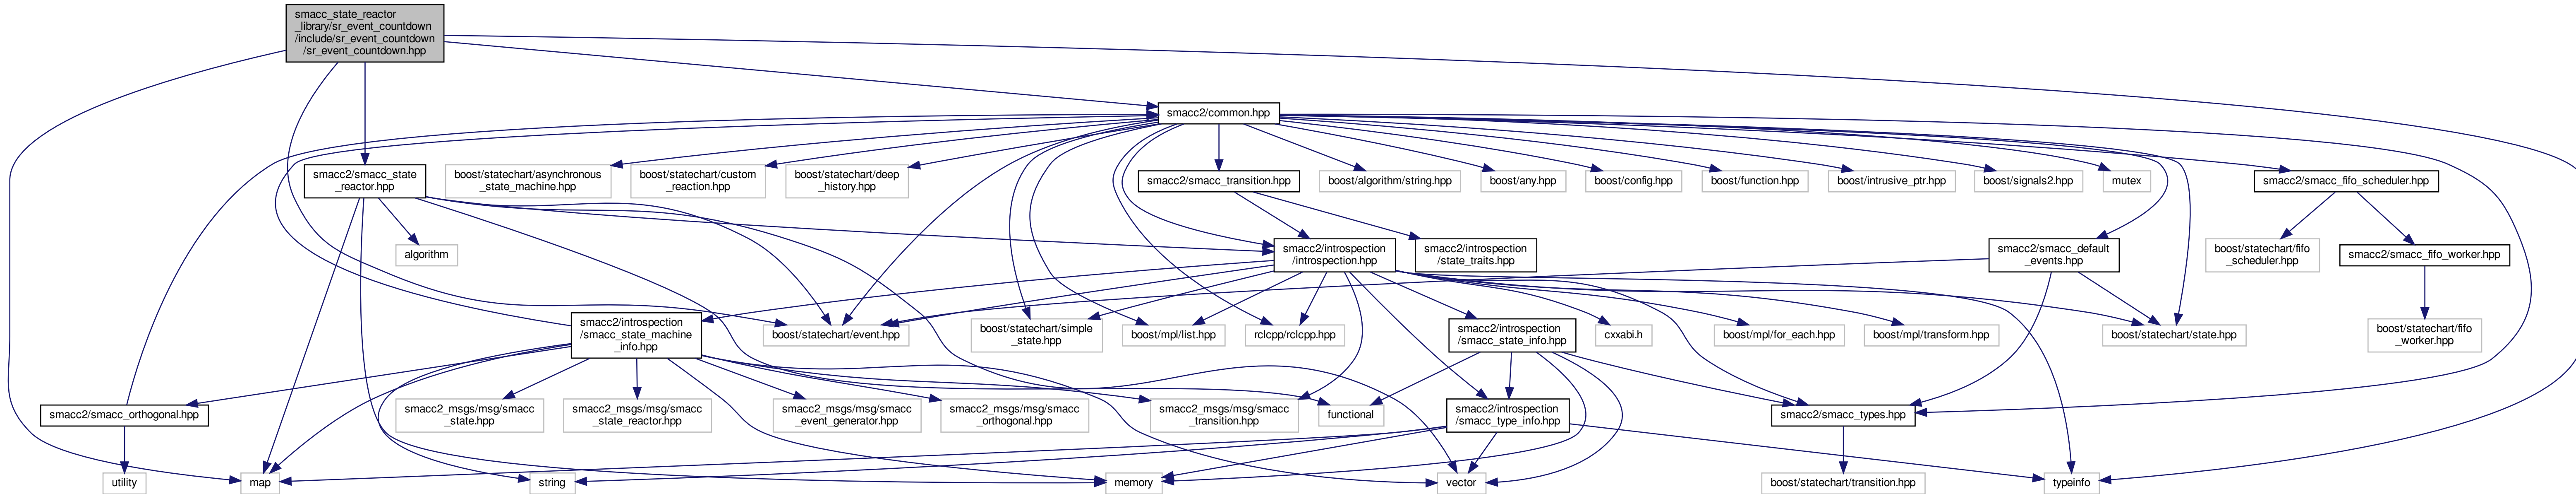 smacc_state_reactor
_library/sr_event_countdown
/include/sr_event_countdown
/sr_event_countdown.hpp
smacc2/common.hpp
smacc2/smacc_state
_reactor.hpp
boost/statechart/asynchronous
_state_machine.hpp
boost/statechart/custom
_reaction.hpp
boost/statechart/deep
_history.hpp
smacc2/smacc_transition.hpp
boost/algorithm/string.hpp
boost/any.hpp
boost/config.hpp
boost/function.hpp
boost/intrusive_ptr.hpp
boost/signals2.hpp
mutex
smacc2/smacc_fifo_scheduler.hpp
algorithm
smacc2/introspection
/introspection.hpp
smacc2/introspection
/state_traits.hpp
smacc2/smacc_default
_events.hpp
boost/statechart/fifo
_scheduler.hpp
smacc2/smacc_fifo_worker.hpp
smacc2/introspection
/smacc_state_machine
_info.hpp
boost/statechart/event.hpp
boost/statechart/simple
_state.hpp
boost/mpl/list.hpp
rclcpp/rclcpp.hpp
smacc2/introspection
/smacc_state_info.hpp
cxxabi.h
boost/mpl/for_each.hpp
boost/mpl/transform.hpp
boost/statechart/state.hpp
boost/statechart/fifo
_worker.hpp
smacc2/smacc_orthogonal.hpp
smacc2_msgs/msg/smacc
_state.hpp
smacc2_msgs/msg/smacc
_state_reactor.hpp
smacc2_msgs/msg/smacc
_event_generator.hpp
smacc2_msgs/msg/smacc
_orthogonal.hpp
smacc2_msgs/msg/smacc
_transition.hpp
functional
smacc2/introspection
/smacc_type_info.hpp
smacc2/smacc_types.hpp
utility
map
string
memory
vector
boost/statechart/transition.hpp
typeinfo